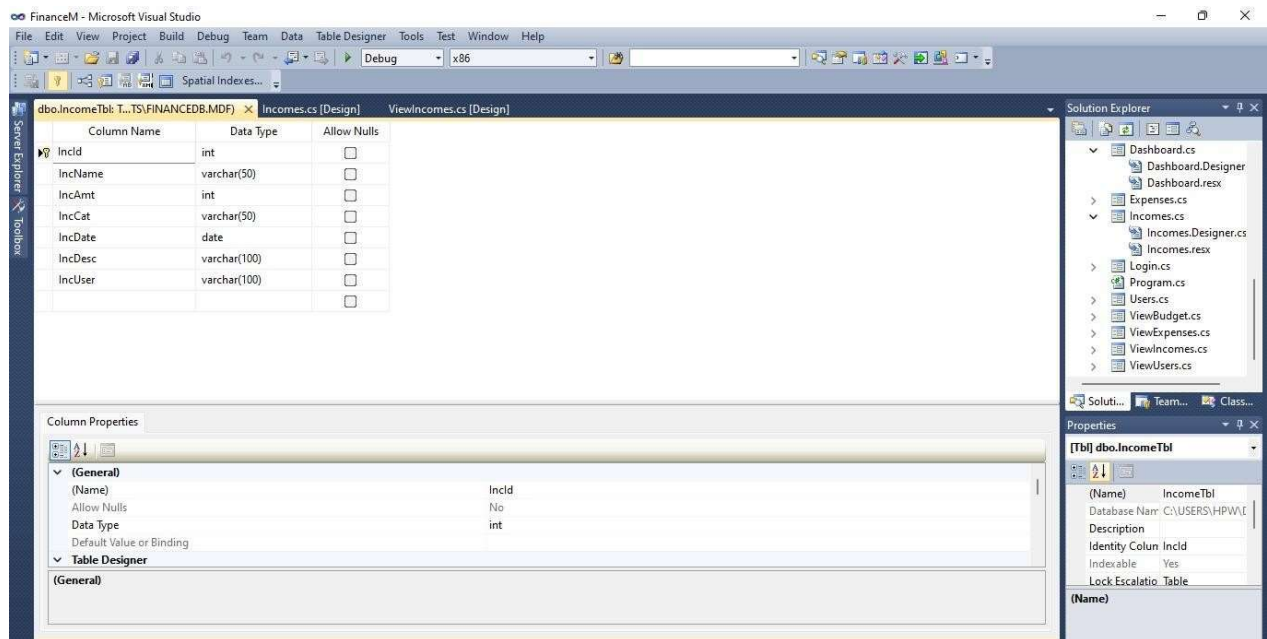 FinanceM - Microsoft Visual Studio
File Edit View Project Build Debug Team Data Table Designer Tools Test Window Help
Debug x86
Spatial Indexes...
Server Explorer
Toolbox
dbo.IncomeTbl: T...TS\FINANCEDB.MDF) Incomes.cs [Design] ViewIncomes.cs [Design]
Column Name Data Type Allow Nulls
IncId int
IncName varchar(50)
IncAmt int
IncCat varchar(50)
IncDate date
IncDesc varchar(100)
IncUser varchar(100)
Column Properties
(General)
(Name) IncId
Allow Nulls No
Data Type int
Default Value or Binding
Table Designer
(General)
Solution Explorer
Dashboard.cs
Dashboard.Designer
Dashboard.resx
Expenses.cs
Incomes.cs
Incomes.Designer.cs
Incomes.resx
Login.cs
Program.cs
Users.cs
ViewBudget.cs
ViewExpenses.cs
ViewIncomes.cs
ViewUsers.cs
Soluti... Team... Class...
Properties
[Tbl] dbo.IncomeTbl
(Name) IncomeTbl
Database Nam C:\USERS\HPW\D
Description
Identity Colum IncId
Indexable Yes
Lock Escalatio Table
(Name)